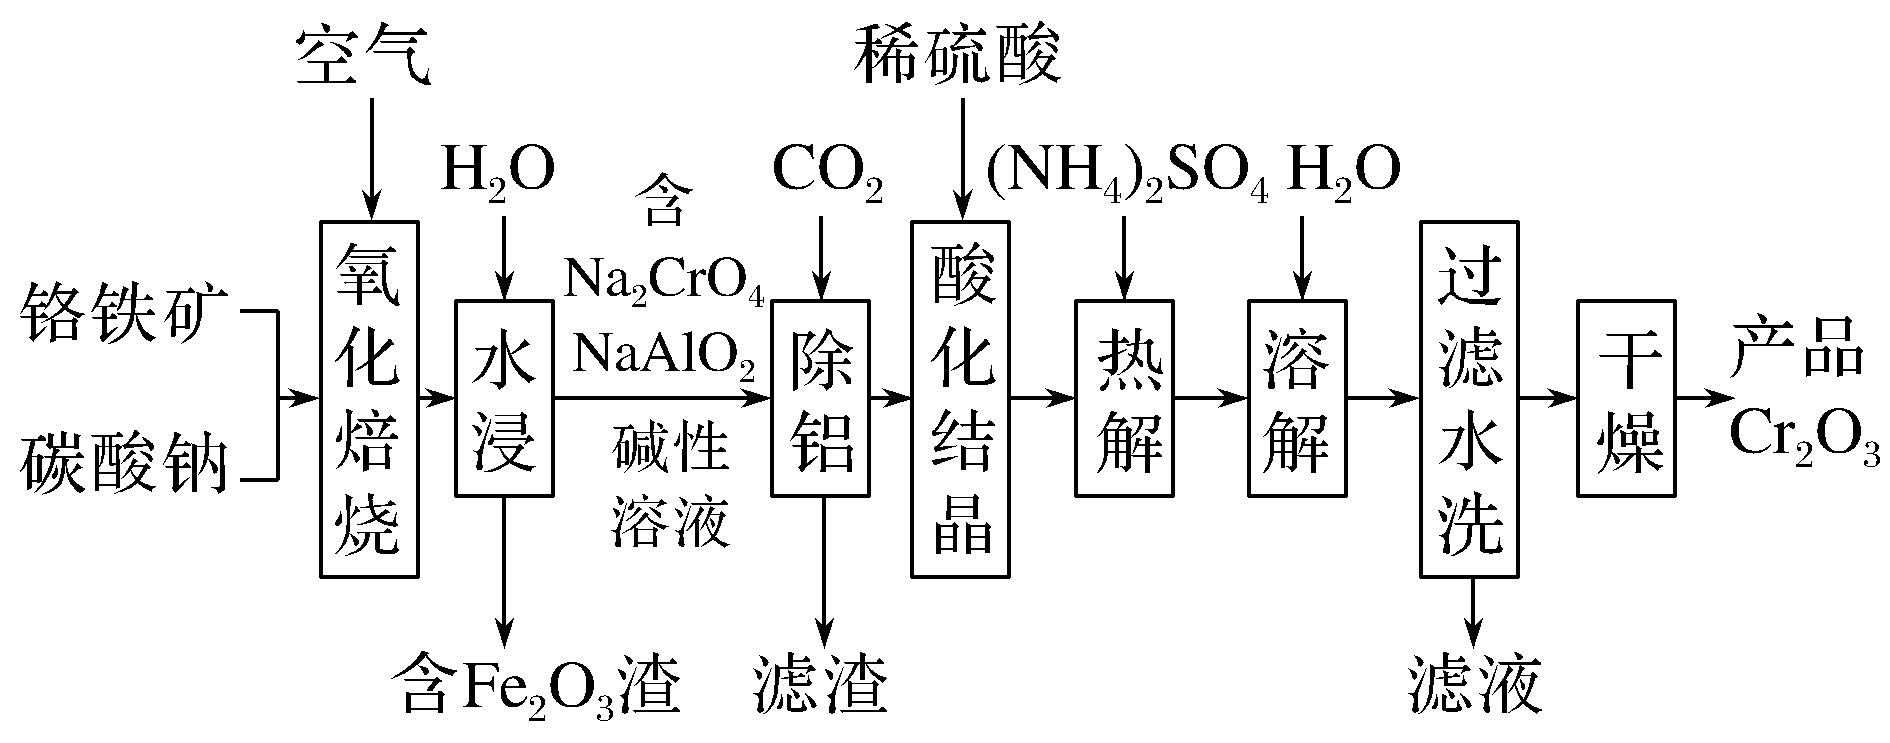 空气
稀硫酸
H₂O
含
Na₂CrO₄
NaAlO₂
碱性
溶液
CO₂
(NH₄)₂SO₄
H₂O
铬铁矿
碳酸钠
氧化焙烧
水浸
除铝
酸化结晶
热解
溶解
过滤水洗
干燥
产品
Cr₂O₃
含Fe₂O₃渣
滤渣
滤液